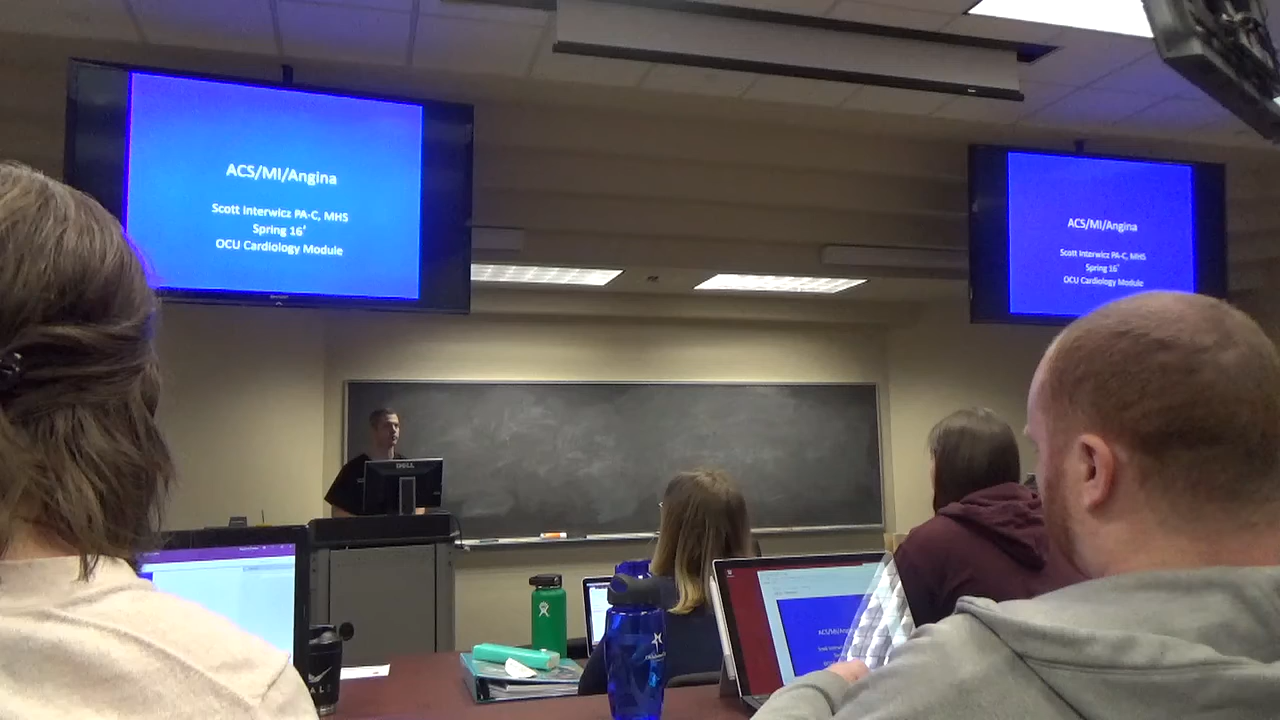 ACS/MI/Angina
Scott Interwicz PA-C, MHS
Spring 16'
OCU Cardiology Module
ACS/MI/Angina
Scott Interwicz PA-C, MHS
Spring 16'
OCU Cardiology Module
DELL